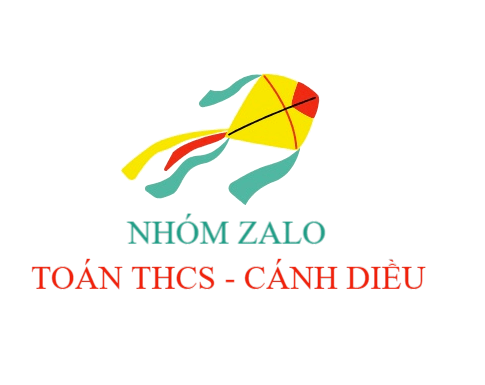 NHÓM ZALO
TOÁN THCS - CÁNH DIỀU